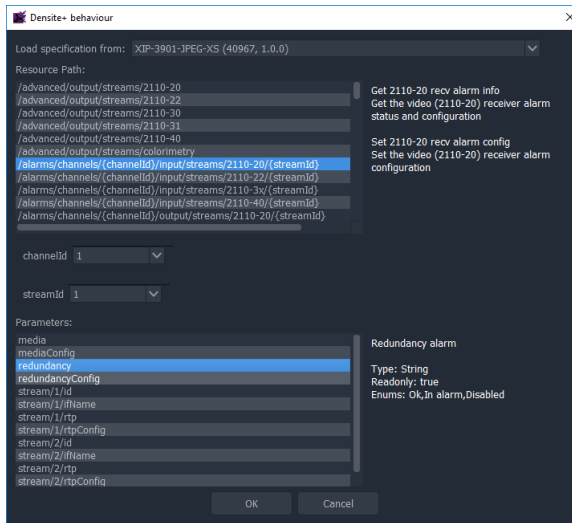 Densite+ behaviour
Load specification from: XIP-3901-JPEG-XS (40967, 1.0.0)
Resource Path:
/advanced/output/streams/2110-20
/advanced/output/streams/2110-22
/advanced/output/streams/2110-30
/advanced/output/streams/2110-31
/advanced/output/streams/2110-40
/advanced/output/streams/colorimetry
/alarms/channels/{channelId}/input/streams/2110-20/{streamId}
/alarms/channels/{channelId}/input/streams/2110-22/{streamId}
/alarms/channels/{channelId}/input/streams/2110-3x/{streamId}
/alarms/channels/{channelId}/input/streams/2110-40/{streamId}
/alarms/channels/{channelId}/output/streams/2110-20/{streamId}
Get 2110-20 recv alarm info
Get the video (2110-20) receiver alarm
status and configuration
Set 2110-20 recv alarm config
Set the video (2110-20) receiver alarm
configuration
channelId 1
streamId 1
Parameters:
media
mediaConfig
redundancy
redundancyConfig
stream/1/id
stream/1/ifName
stream/1/rtp
stream/1/rtpConfig
stream/2/id
stream/2/ifName
stream/2/rtp
stream/2/rtpConfig
Redundancy alarm
Type: String
Readonly: true
Enums: Ok,In alarm,Disabled
OK Cancel